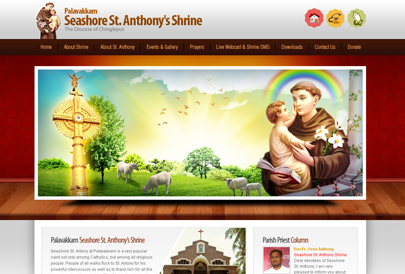 Palavakkam
Seashore St. Anthony's Shrine
The Diocese of Chingleput
Home About Shrine About St. Anthony Events & Gallery Prayers Live Webcast & Shrine SMS Downloads Contact Us Donate
Palavakkam Seashore St. Anthony's Shrine
Seashore St. Antony at Palavakkam is a very popular
saint not only among Catholics, but among all religious
people. People of all walks flock to St. Antony for his
powerful intercession as well as to thank him for all the
Parish Priest Column
Seashore St. Anthony Shrine
Dear devotees of Seashore
St. Anthony, I am very
pleased to inform you about